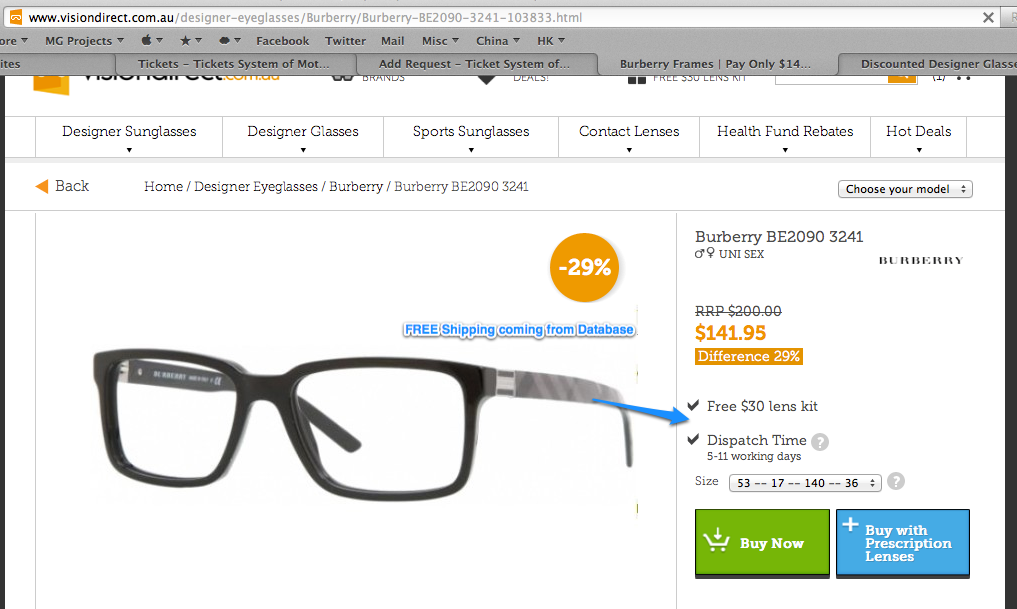 www.visiondirect.com.au/designer-eyeglasses/Burberry/Burberry-BE2090-3241-103833.html
ore MG Projects Facebook Twitter Mail Misc China HK
ites Tickets – Tickets System of Mot... Add Request – Ticket System of... Burberry Frames | Pay Only $14... Discounted Designer Glasse
visiondirect.com.au BRANDS DEALS! FREE $30 LENS KIT (1)
Designer Sunglasses Designer Glasses Sports Sunglasses Contact Lenses Health Fund Rebates Hot Deals
Back Home / Designer Eyeglasses / Burberry / Burberry BE2090 3241 Choose your model
Burberry BE2090 3241
UNI SEX
BURBERRY
-29%
RRP $200.00
FREE Shipping coming from Database
$141.95
Difference 29%
BURBERRY
Free $30 lens kit
Dispatch Time ?
5-11 working days
Size 53 -- 17 -- 140 -- 36 ?
Buy Now
+ Buy with
Prescription
Lenses